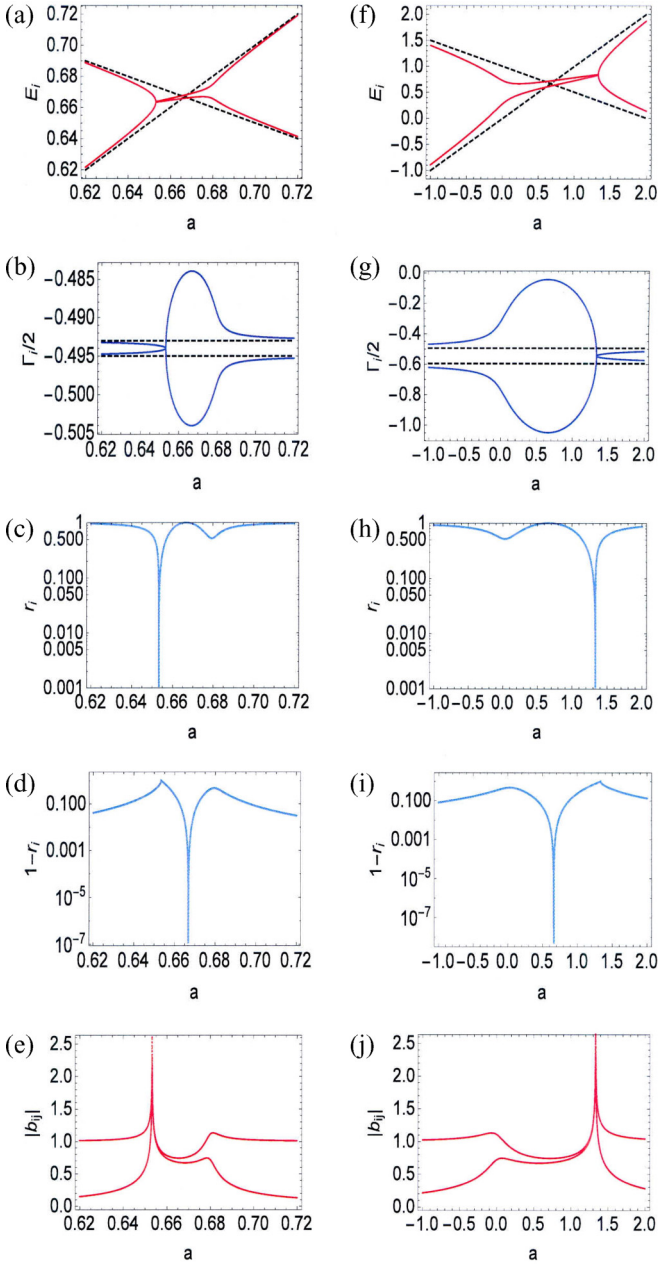 (a)
0.72
0.70
0.68
0.66
0.64
0.62
E_i
0.62 0.64 0.66 0.68 0.70 0.72
a
(f)
2.0
1.5
1.0
0.5
0.0
−0.5
−1.0
E_i
−1.0 −0.5 0.0 0.5 1.0 1.5 2.0
a
(b)
−0.485
−0.490
−0.495
−0.500
−0.505
Γ_i/2
0.62 0.64 0.66 0.68 0.70 0.72
a
(g)
0.0
−0.2
−0.4
−0.6
−0.8
−1.0
Γ_i/2
−1.0 −0.5 0.0 0.5 1.0 1.5 2.0
a
(c)
1
0.500
0.100
0.050
0.010
0.005
0.001
r_i
0.62 0.64 0.66 0.68 0.70 0.72
a
(h)
1
0.500
0.100
0.050
0.010
0.005
0.001
r_i
−1.0 −0.5 0.0 0.5 1.0 1.5 2.0
a
(d)
0.100
0.001
10^−5
10^−7
1−r_i
0.62 0.64 0.66 0.68 0.70 0.72
a
(i)
0.100
0.001
10^−5
10^−7
1−r_i
−1.0 −0.5 0.0 0.5 1.0 1.5 2.0
a
(e)
2.5
2.0
1.5
1.0
0.5
0.0
|b_ij|
0.62 0.64 0.66 0.68 0.70 0.72
a
(j)
2.5
2.0
1.5
1.0
0.5
0.0
|b_ij|
−1.0 −0.5 0.0 0.5 1.0 1.5 2.0
a